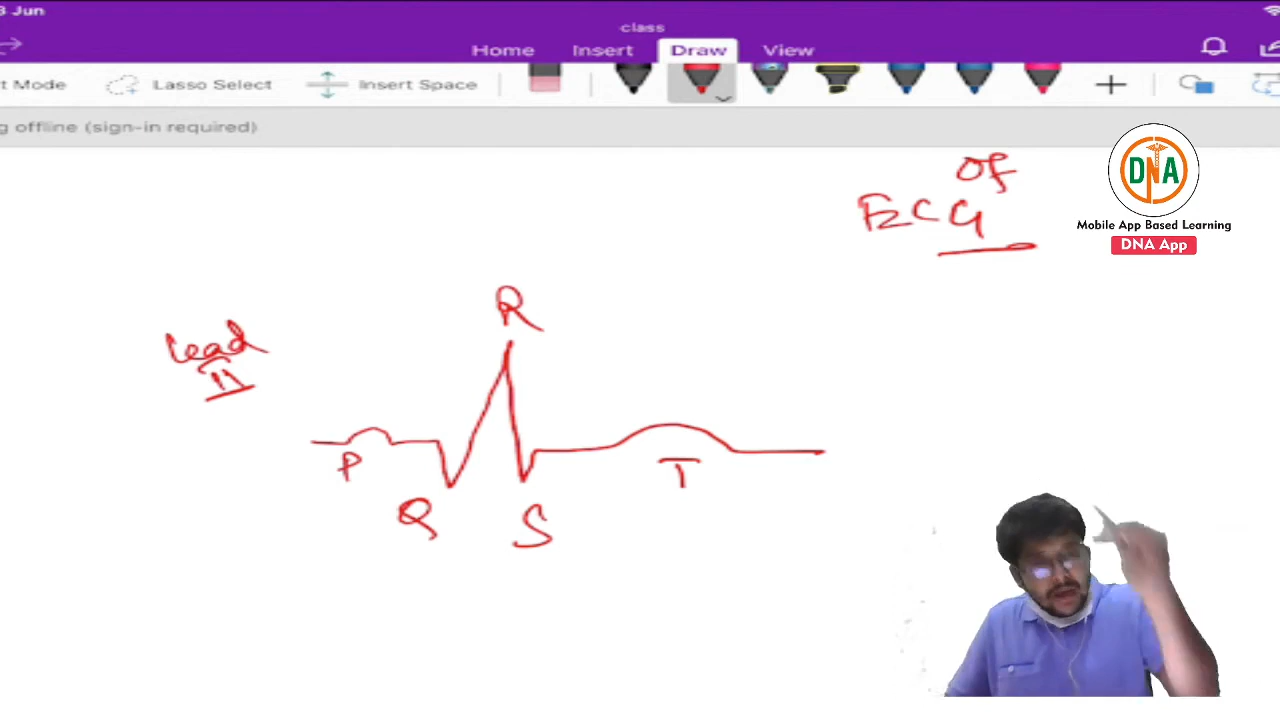 3 Jun
class
Home Insert Draw View
t Mode Lasso Select Insert Space
g offline (sign-in required)
of
ECG
DNA
Mobile App Based Learning
DNA App
R
lead
II
P
T
Q
S